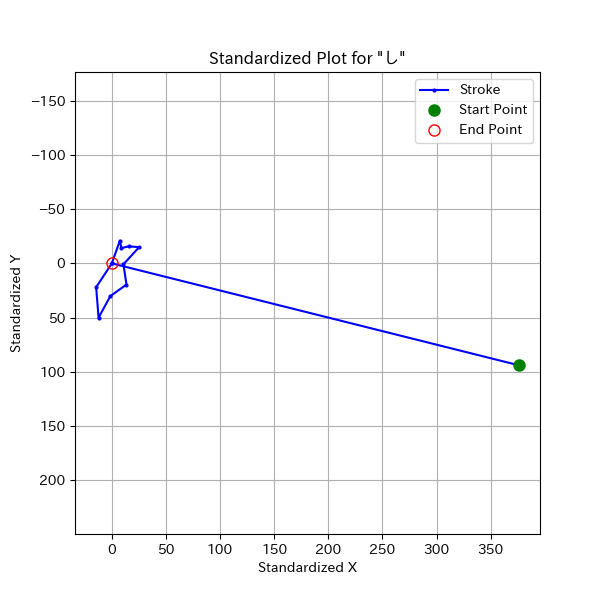 Standardized Plot for "し"
Stroke
Start Point
End Point
−150
−100
−50
0
50
100
150
200
Standardized Y
0 50 100 150 200 250 300 350
Standardized X